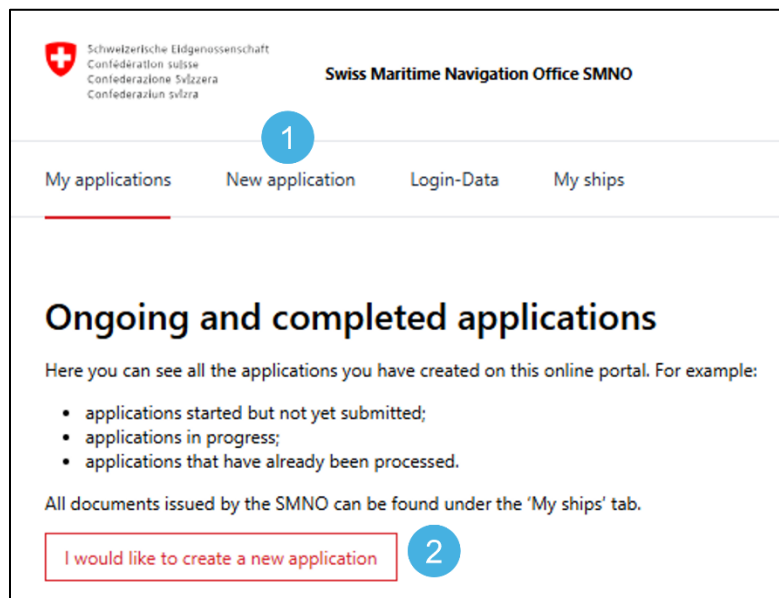 Schweizerische Eidgenossenschaft
Confédération suisse
Confederazione Svizzera
Confederaziun svizra
Swiss Maritime Navigation Office SMNO
1
My applications New application Login-Data My ships
Ongoing and completed applications
Here you can see all the applications you have created on this online portal. For example:
• applications started but not yet submitted;
• applications in progress;
• applications that have already been processed.
All documents issued by the SMNO can be found under the ‘My ships’ tab.
I would like to create a new application 2